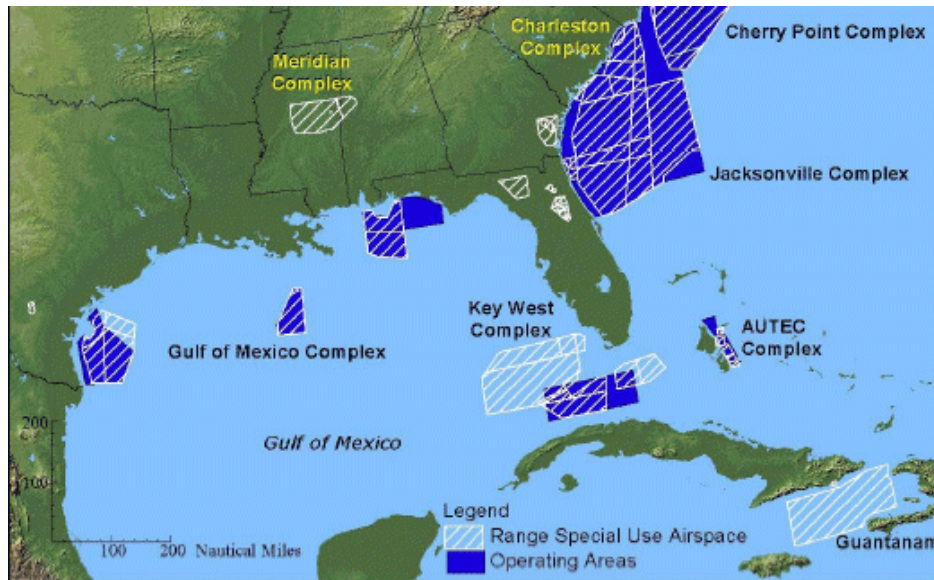 Charleston
Complex
Cherry Point Complex
Meridian
Complex
Jacksonville Complex
Key West
Complex
AUTEC
Complex
Gulf of Mexico Complex
200
Gulf of Mexico
100
Legend
Range Special Use Airspace
100
200
Nautical Miles
Operating Areas
Guantanam